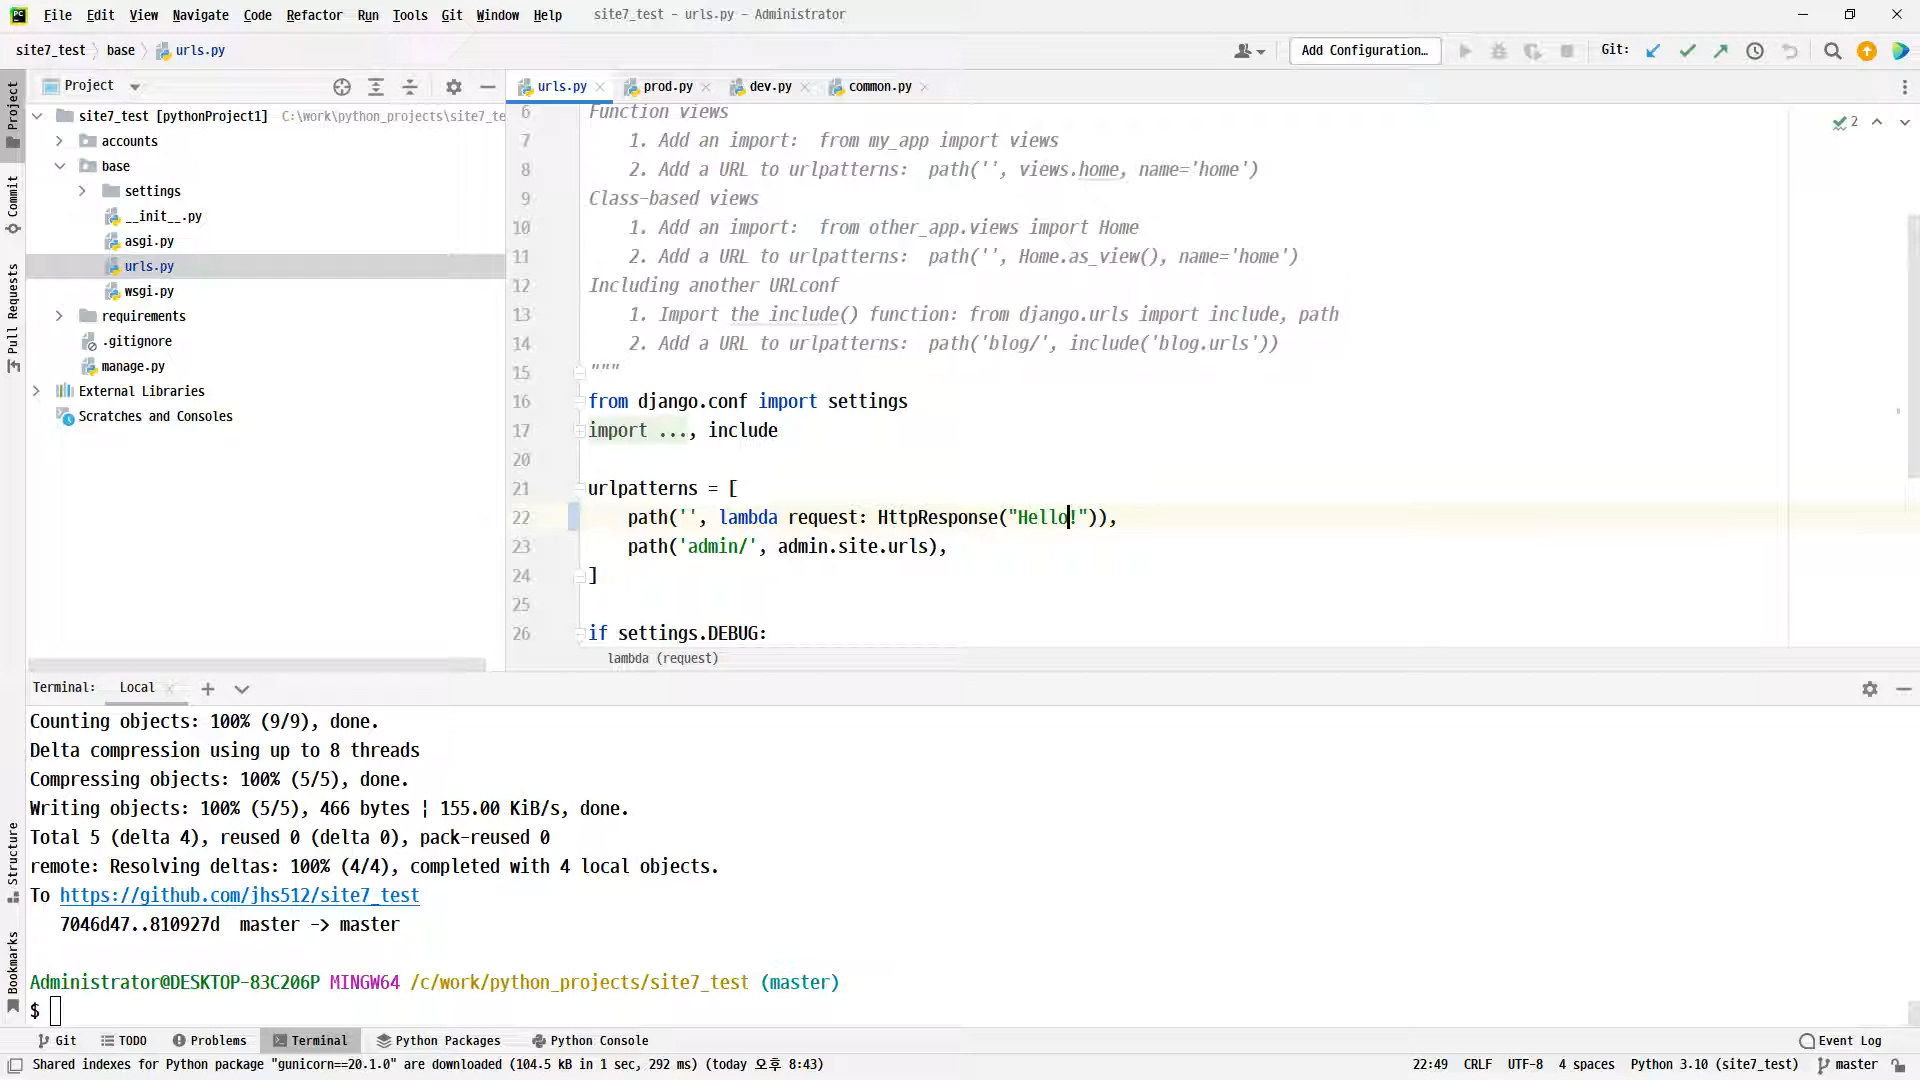 PC File Edit View Navigate Code Refactor Run Tools Git Window Help site7_test - urls.py - Administrator
site7_test base urls.py Add Configuration... Git:
Project
urls.py prod.py dev.py common.py
site7_test [pythonProject1] C:\work\python_projects\site7_te
accounts
base
settings
__init__.py
asgi.py
urls.py
wsgi.py
requirements
.gitignore
manage.py
External Libraries
Scratches and Consoles
Project
Commit
Pull Requests
Structure
Bookmarks
2
6 Function views
7 1. Add an import:  from my_app import views
8 2. Add a URL to urlpatterns:  path('', views.home, name='home')
9 Class-based views
10 1. Add an import:  from other_app.views import Home
11 2. Add a URL to urlpatterns:  path('', Home.as_view(), name='home')
12 Including another URLconf
13 1. Import the include() function: from django.urls import include, path
14 2. Add a URL to urlpatterns:  path('blog/', include('blog.urls'))
15 """
16 from django.conf import settings
17 import ..., include
20
21 urlpatterns = [
22 path('', lambda request: HttpResponse("Hello!")),
23 path('admin/', admin.site.urls),
24 ]
25
26 if settings.DEBUG:
lambda (request)
Terminal: Local
Counting objects: 100% (9/9), done.
Delta compression using up to 8 threads
Compressing objects: 100% (5/5), done.
Writing objects: 100% (5/5), 466 bytes ¦ 155.00 KiB/s, done.
Total 5 (delta 4), reused 0 (delta 0), pack-reused 0
remote: Resolving deltas: 100% (4/4), completed with 4 local objects.
To https://github.com/jhs512/site7_test
7046d47..810927d  master -> master
Administrator@DESKTOP-83C206P MINGW64 /c/work/python_projects/site7_test (master)
$
Git TODO Problems Terminal Python Packages Python Console Event Log
Shared indexes for Python package "gunicorn==20.1.0" are downloaded (104.5 kB in 1 sec, 292 ms) (today 오후 8:43) 22:49 CRLF UTF-8 4 spaces Python 3.10 (site7_test) master